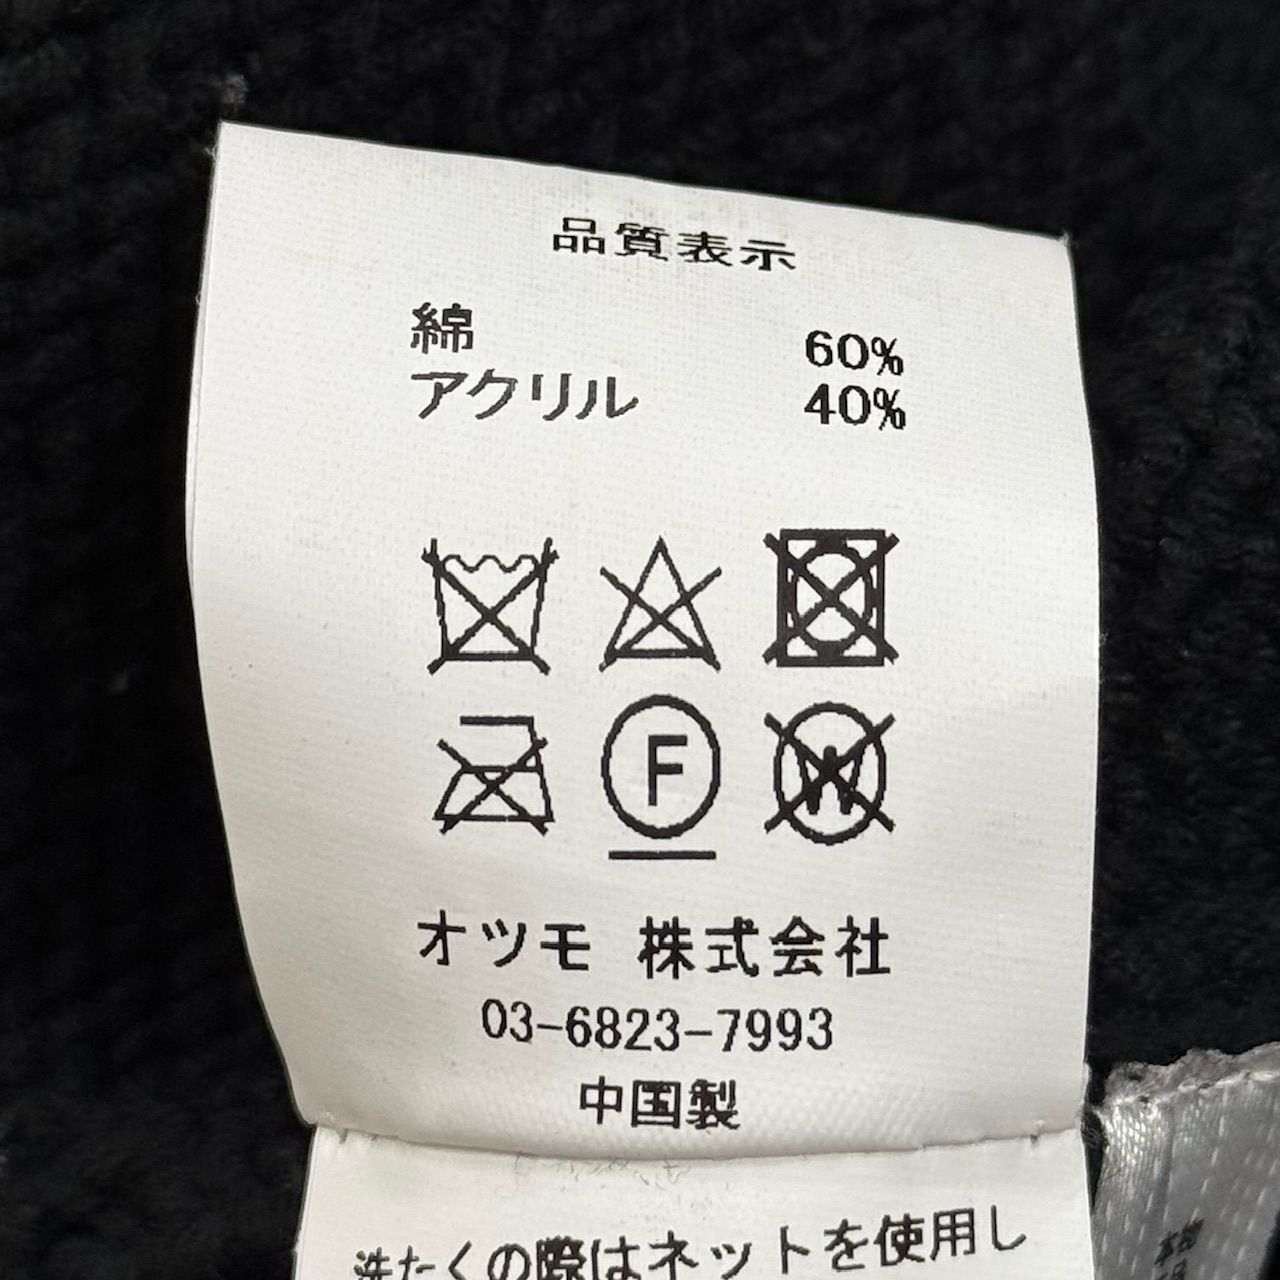 品質表示
綿 60%
アクリル 40%
F
W
オツモ 株式会社
03-6823-7993
中国製
洗たくの際はネットを使用し